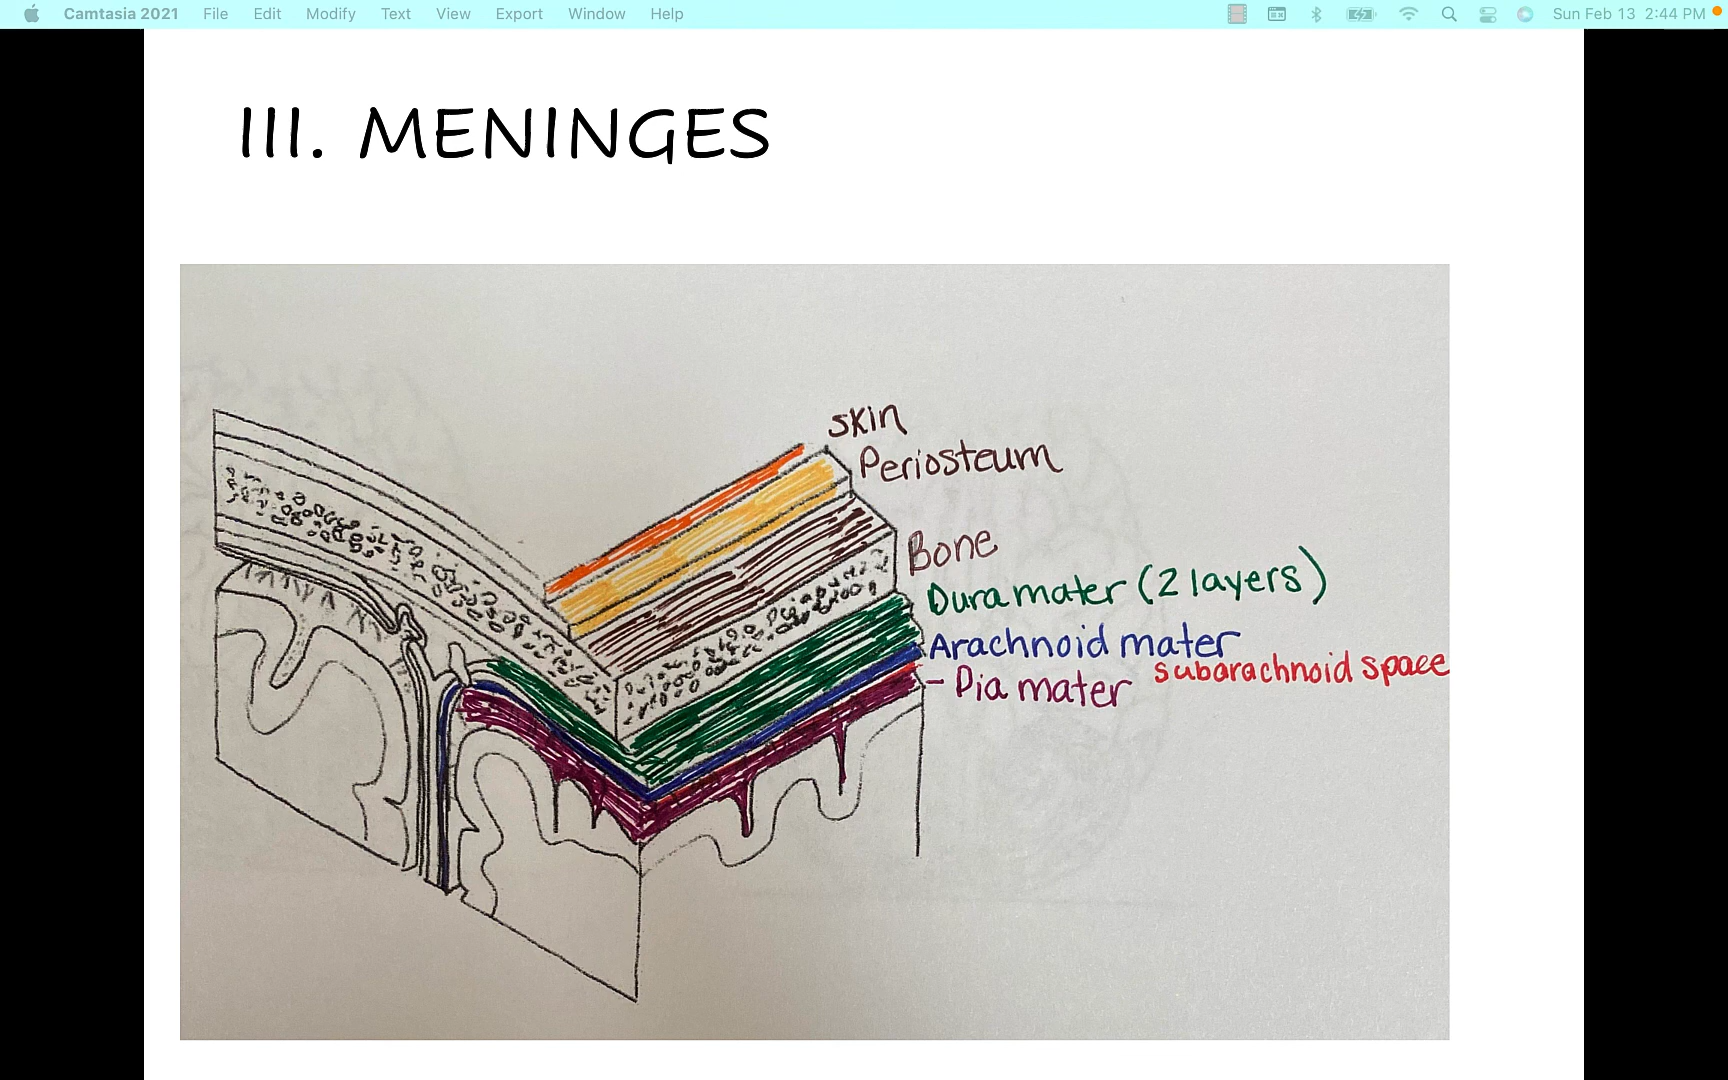 Camtasia 2021 File Edit Modify Text View Export Window Help Sun Feb 13 2:44 PM
III. MENINGES
skin
Periosteum
Bone
Dura mater (2 layers)
Arachnoid mater
subarachnoid space
- Pia mater